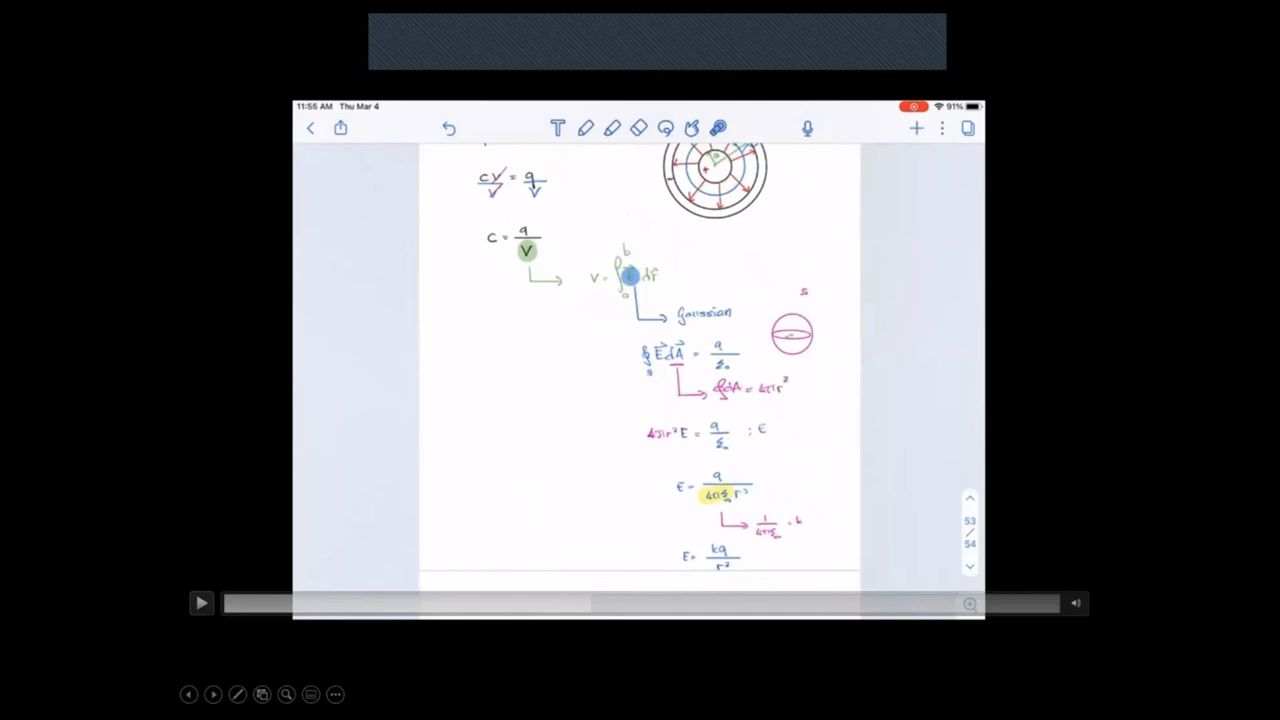 11:55 AM Thu Mar 4
91%
+
-
a
CV/V = q/V
C = q/V
V = ∫ₐᵇ E⃗ dr⃗
Gaussian
s
∮ₛ E⃗ dA⃗ = q/ε₀
∮dA = 4πr²
4πr² E = q/ε₀ ; E
E = q/4πε₀r²
1/4πε₀ = k
E = kq/r²
53
/
54